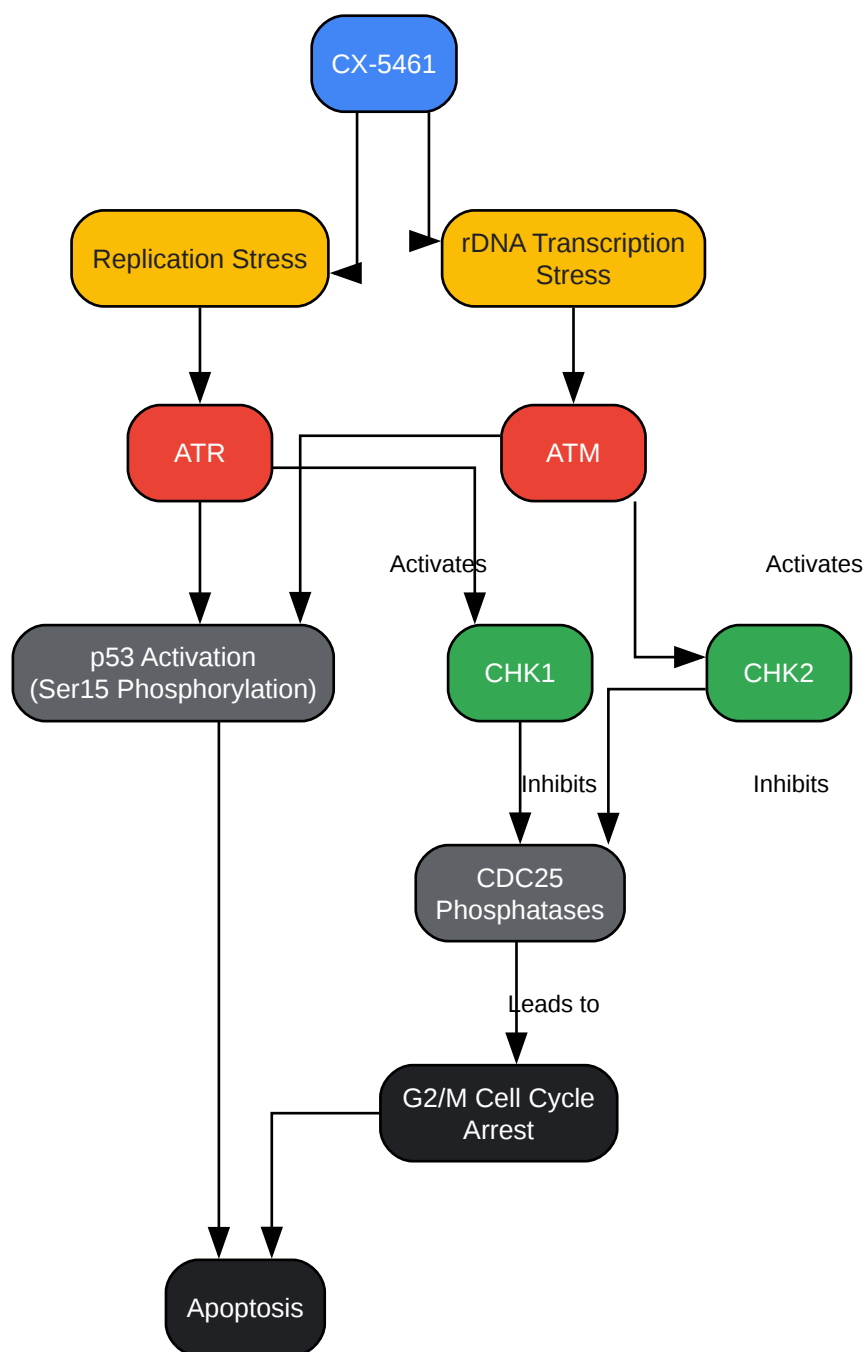 CX-5461
Replication Stress
rDNA Transcription
Stress
ATR
ATM
Activates
Activates
p53 Activation
(Ser15 Phosphorylation)
CHK1
CHK2
Inhibits
Inhibits
CDC25
Phosphatases
Leads to
G2/M Cell Cycle
Arrest
Apoptosis